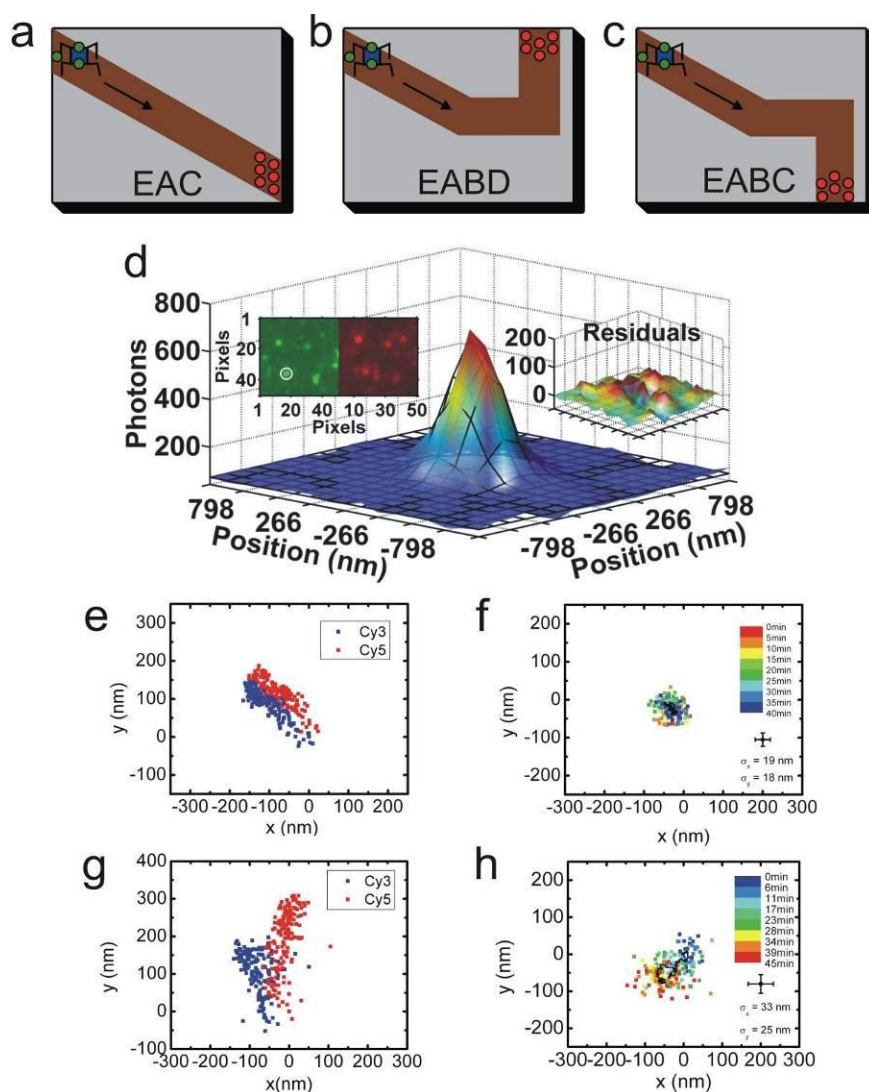 a
b
c
EAC
EABD
EABC
d
800
600
400
200
Photons
1
20
40
Pixels
1 20 40 10 30 50
Pixels
Residuals
200
100
0
798
266
-266
-798
Position (nm)
-798
-266
266
798
Position (nm)
e
Cy3
Cy5
300
200
100
0
-100
y (nm)
-300 -200 -100 0 100 200
x (nm)
f
200
100
0
-100
-200
y (nm)
0min
5min
10min
15min
20min
25min
30min
35min
40min
σx = 19 nm
σy = 18 nm
-300 -200 -100 0 100 200 300
x (nm)
g
Cy3
Cy5
400
300
200
100
0
-100
y (nm)
-300 -200 -100 0 100 200 300
x(nm)
h
200
100
0
-100
-200
y (nm)
0min
6min
11min
17min
23min
28min
34min
39min
45min
σx = 33 nm
σy = 25 nm
-300 -200 -100 0 100 200 300
x (nm)